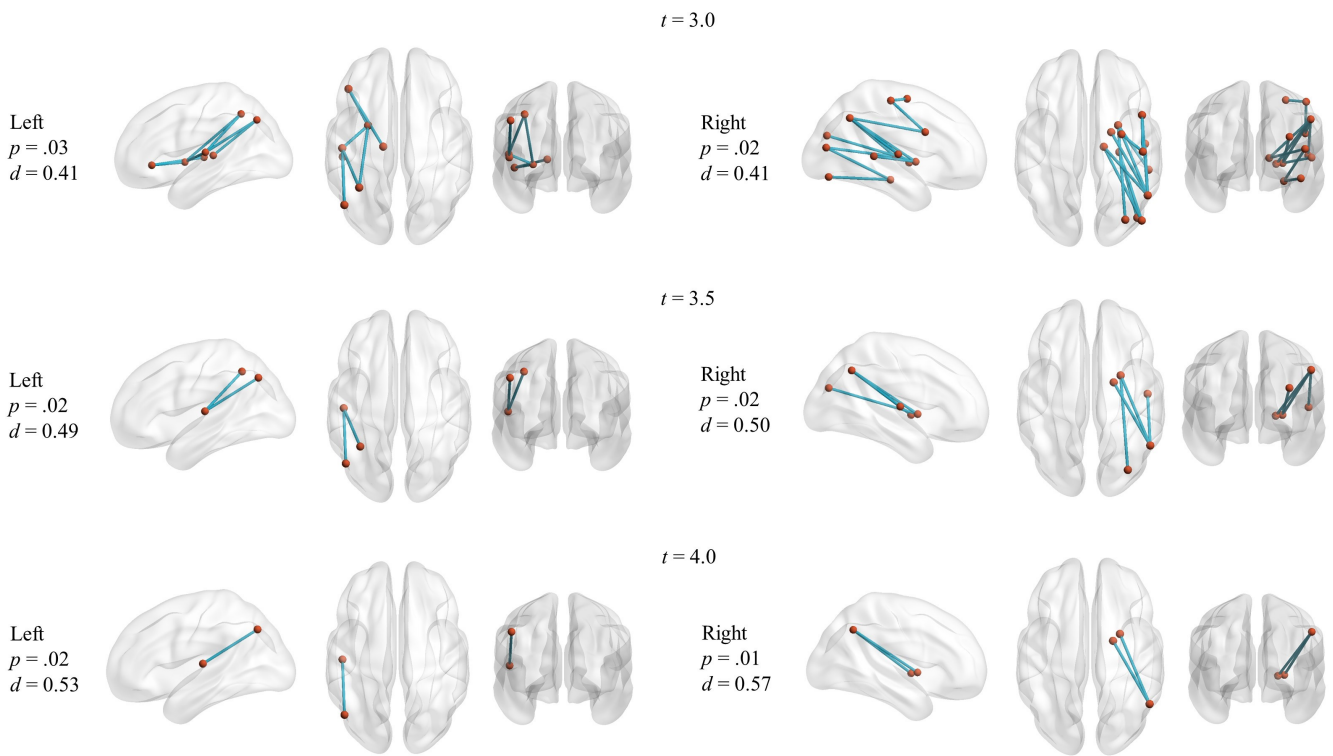 t = 3.0
Left
p = .03
d = 0.41
Right
p = .02
d = 0.41
t = 3.5
Left
p = .02
d = 0.49
Right
p = .02
d = 0.50
t = 4.0
Left
p = .02
d = 0.53
Right
p = .01
d = 0.57